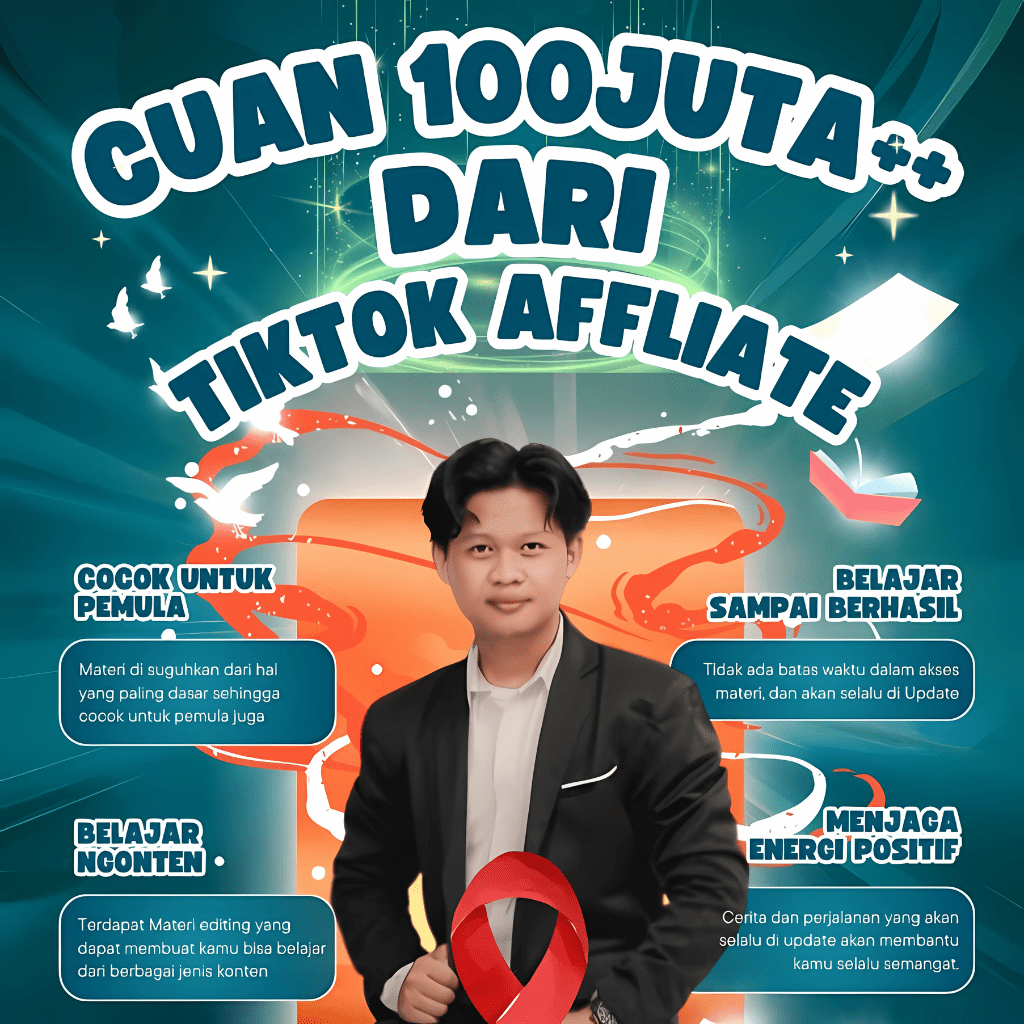 CUAN 100JUTA++
DARI
TIKTOK AFFLIATE
COCOK UNTUK
PEMULA
Materi di suguhkan dari hal
yang paling dasar sehingga
cocok untuk pemula juga
BELAJAR
SAMPAI BERHASIL
TIdak ada batas waktu dalam akses
materi, dan akan selalu di Update
BELAJAR
NGONTEN
Terdapat Materi editing yang
dapat membuat kamu bisa belajar
dari berbagai jenis konten
MENJAGA
ENERGI POSITIF
Cerita dan perjalanan yang akan
selalu di update akan membantu
kamu selalu semangat.